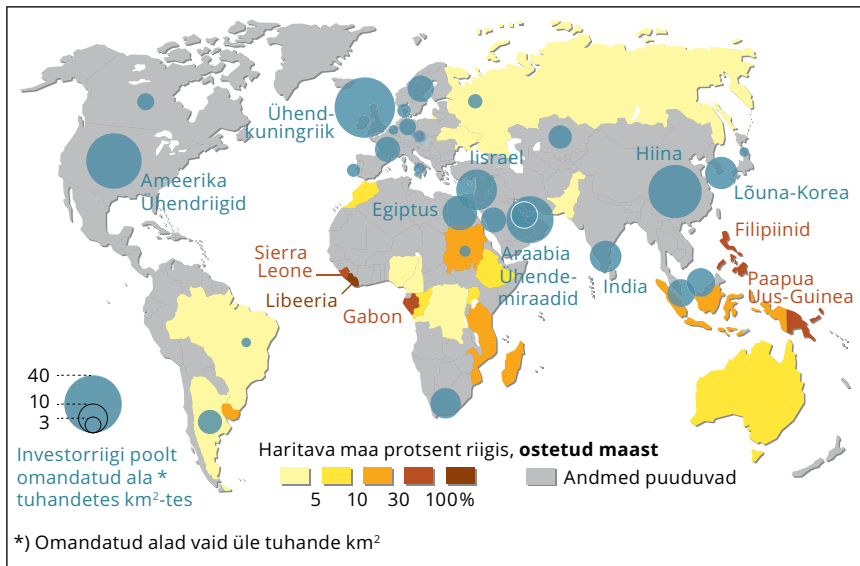 Ühend-
kuningriik
Ameerika
Ühendriigid
Iisrael
Hiina
Lõuna-Korea
Egiptus
Filipiinid
Sierra
Leone
Araabia
Ühende-
miraadid
India
Paapua
Uus-Guinea
Libeeria
Gabon
40
10
3
Investorriigi poolt
omandatud ala *
tuhandetes km²-tes
Haritava maa protsent riigis, ostetud maast
5 10 30 100%
Andmed puuduvad
*) Omandatud alad vaid üle tuhande km²